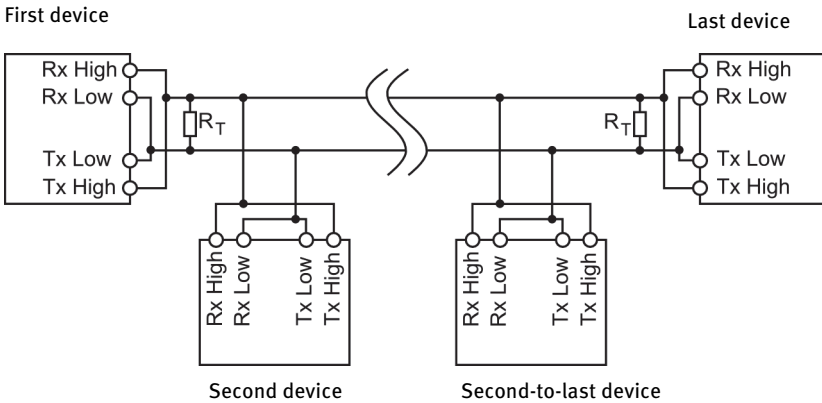 First device
Last device
Rx High
Rx Low
Tx Low
Tx High
R_T
R_T
Rx High
Rx Low
Tx Low
Tx High
Rx High
Rx Low
Tx Low
Tx High
Rx High
Rx Low
Tx Low
Tx High
Second device
Second-to-last device